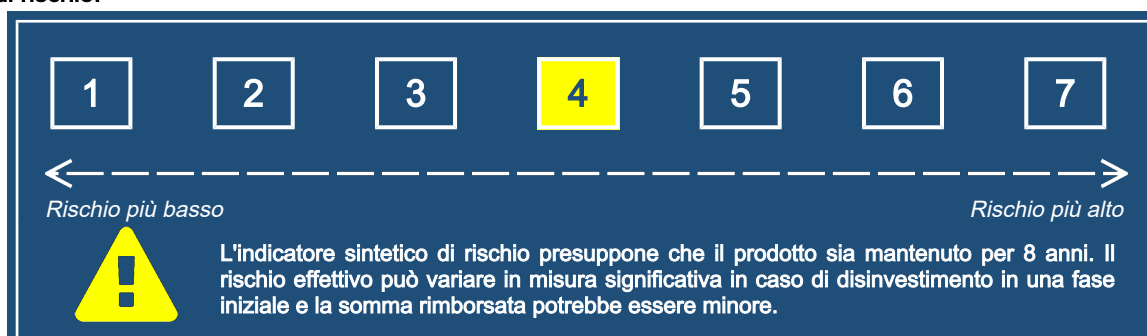 di rischio:
1 2 3 4 5 6 7
Rischio più basso Rischio più alto
L'indicatore sintetico di rischio presuppone che il prodotto sia mantenuto per 8 anni. Il
rischio effettivo può variare in misura significativa in caso di disinvestimento in una fase
iniziale e la somma rimborsata potrebbe essere minore.